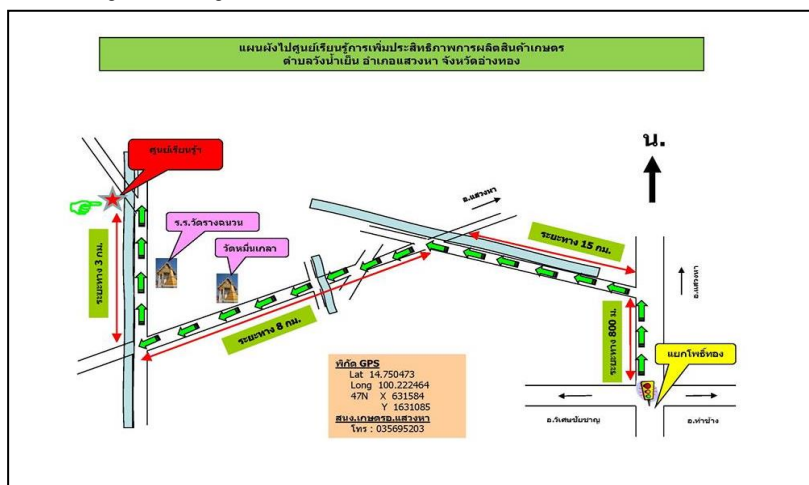 แผนผังไปศูนย์เรียนรู้การเพิ่มประสิทธิภาพการผลิตสินค้าเกษตร
ตำบลวังน้ำเย็น อำเภอแสวงหา จังหวัดอ่างทอง
น.
ศูนย์เรียนรู้ฯ
ร.ร.วัดรางฉนวน
วัดหมื่นเกลา
อ.แสวงหา
ระยะทาง 15 กม.
ระยะทาง 3 กม.
อ.แสวงหา
ระยะทาง 8 กม.
ระยะทาง 800 ม.
แยกโพธิ์ทอง
พิกัด GPS
Lat 14.750473
Long 100.222464
47N X 631584
Y 1631085
สนง.เกษตรอ.แสวงหา
โทร : 035695203
อ.วิเศษชัยชาญ
อ.ท่าช้าง